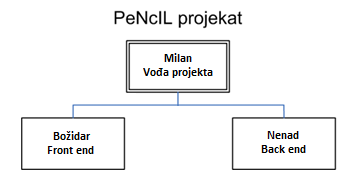 PeNcIL projekat
Milan
Vođa projekta
Božidar
Front end
Nenad
Back end